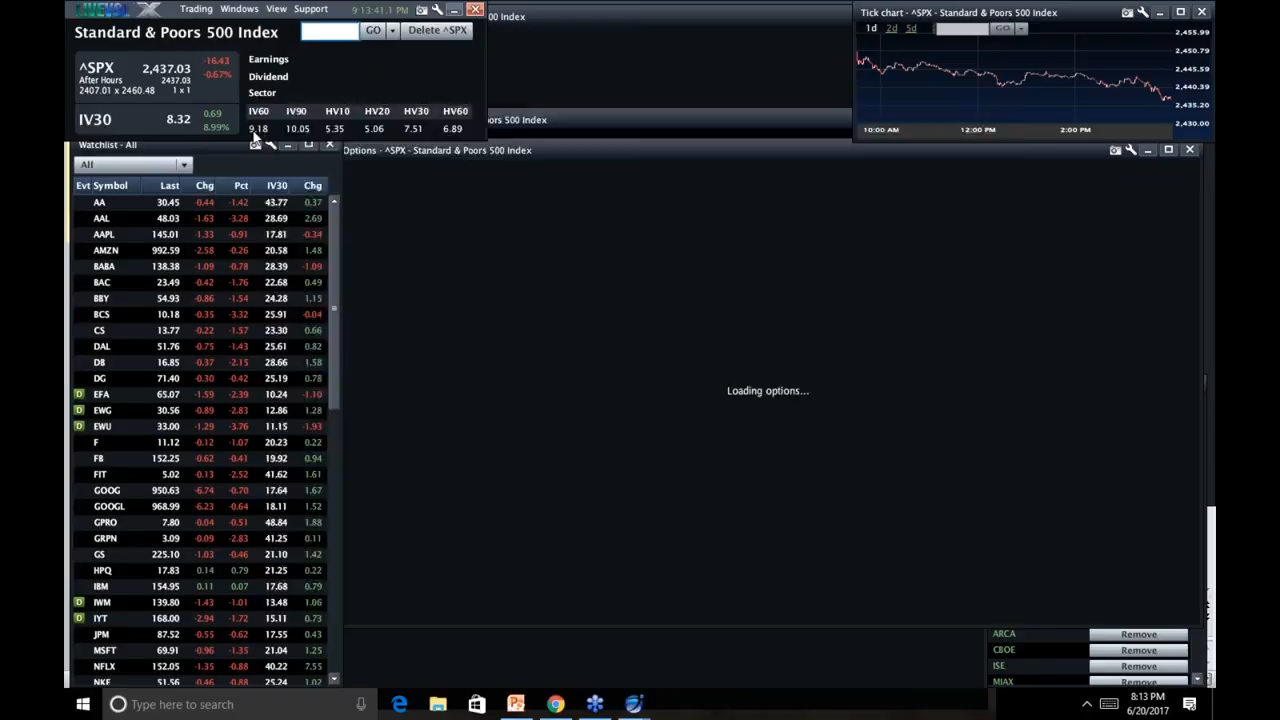 LIVEVOL X Trading Windows View Support 9:13:41.1 PM
Standard & Poors 500 Index GO Delete ^SPX
^SPX 2,437.03 -16.43
After Hours 2437.03 -0.67%
2407.01 x 2460.48 1 x 1
IV30 8.32 0.69
8.99%
Earnings
Dividend
Sector
IV60 IV90 HV10 HV20 HV30 HV60
9.18 10.05 5.35 5.06 7.51 6.89
00 Index
oors 500 Index
Tick chart - ^SPX - Standard & Poors 500 Index
1d 2d 5d GO
2,455.99
2,450.79
2,445.59
2,440.39
2,435.20
2,430.00
10:00 AM 12:00 PM 2:00 PM
Watchlist - All
All
Evt Symbol Last Chg Pct IV30 Chg
AA 30.45 -0.44 -1.42 43.77 0.37
AAL 48.03 -1.63 -3.28 28.69 2.69
AAPL 145.01 -1.33 -0.91 17.81 -0.34
AMZN 992.59 -2.58 -0.26 20.58 1.48
BABA 138.38 -1.09 -0.78 28.39 -1.09
BAC 23.49 -0.42 -1.76 22.68 0.49
BBY 54.93 -0.86 -1.54 24.28 1.15
BCS 10.18 -0.35 -3.32 25.91 -0.04
CS 13.77 -0.22 -1.57 23.30 0.66
DAL 51.76 -0.75 -1.43 25.61 0.82
DB 16.85 -0.37 -2.15 28.66 1.58
DG 71.40 -0.30 -0.42 25.19 0.78
D EFA 65.07 -1.59 -2.39 10.24 -1.10
D EWG 30.56 -0.89 -2.83 12.86 1.28
D EWU 33.00 -1.29 -3.76 11.15 -1.93
F 11.12 -0.12 -1.07 20.23 0.22
FB 152.25 -0.62 -0.41 19.92 0.94
FIT 5.02 -0.13 -2.52 41.62 1.61
GOOG 950.63 -6.74 -0.70 17.64 1.67
GOOGL 968.99 -6.23 -0.64 18.11 1.52
GPRO 7.80 -0.04 -0.51 48.84 1.88
GRPN 3.09 -0.09 -2.83 41.25 0.11
GS 225.10 -1.03 -0.46 21.10 1.42
HPQ 17.83 0.14 0.79 21.25 0.22
IBM 154.95 0.11 0.07 17.68 0.79
D IWM 139.80 -1.43 -1.01 13.48 1.06
D IYT 168.00 -2.94 -1.72 15.11 0.73
JPM 87.52 -0.55 -0.62 17.55 0.43
MSFT 69.91 -0.96 -1.35 21.04 1.25
NFLX 152.05 -1.35 -0.88 40.22 7.55
NKE 51.56 -0.46 -0.88 25.24 1.02
Options - ^SPX - Standard & Poors 500 Index
Loading options...
ARCA Remove
CBOE Remove
ISE Remove
MIAX Remove
Type here to search
8:13 PM
6/20/2017